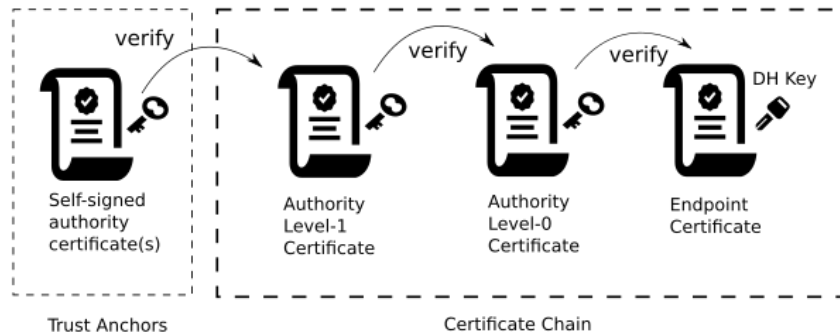 verify
verify
verify
DH Key
Self-signed
authority
certificate(s)
Authority
Level-1
Certificate
Authority
Level-0
Certificate
Endpoint
Certificate
Trust Anchors
Certificate Chain